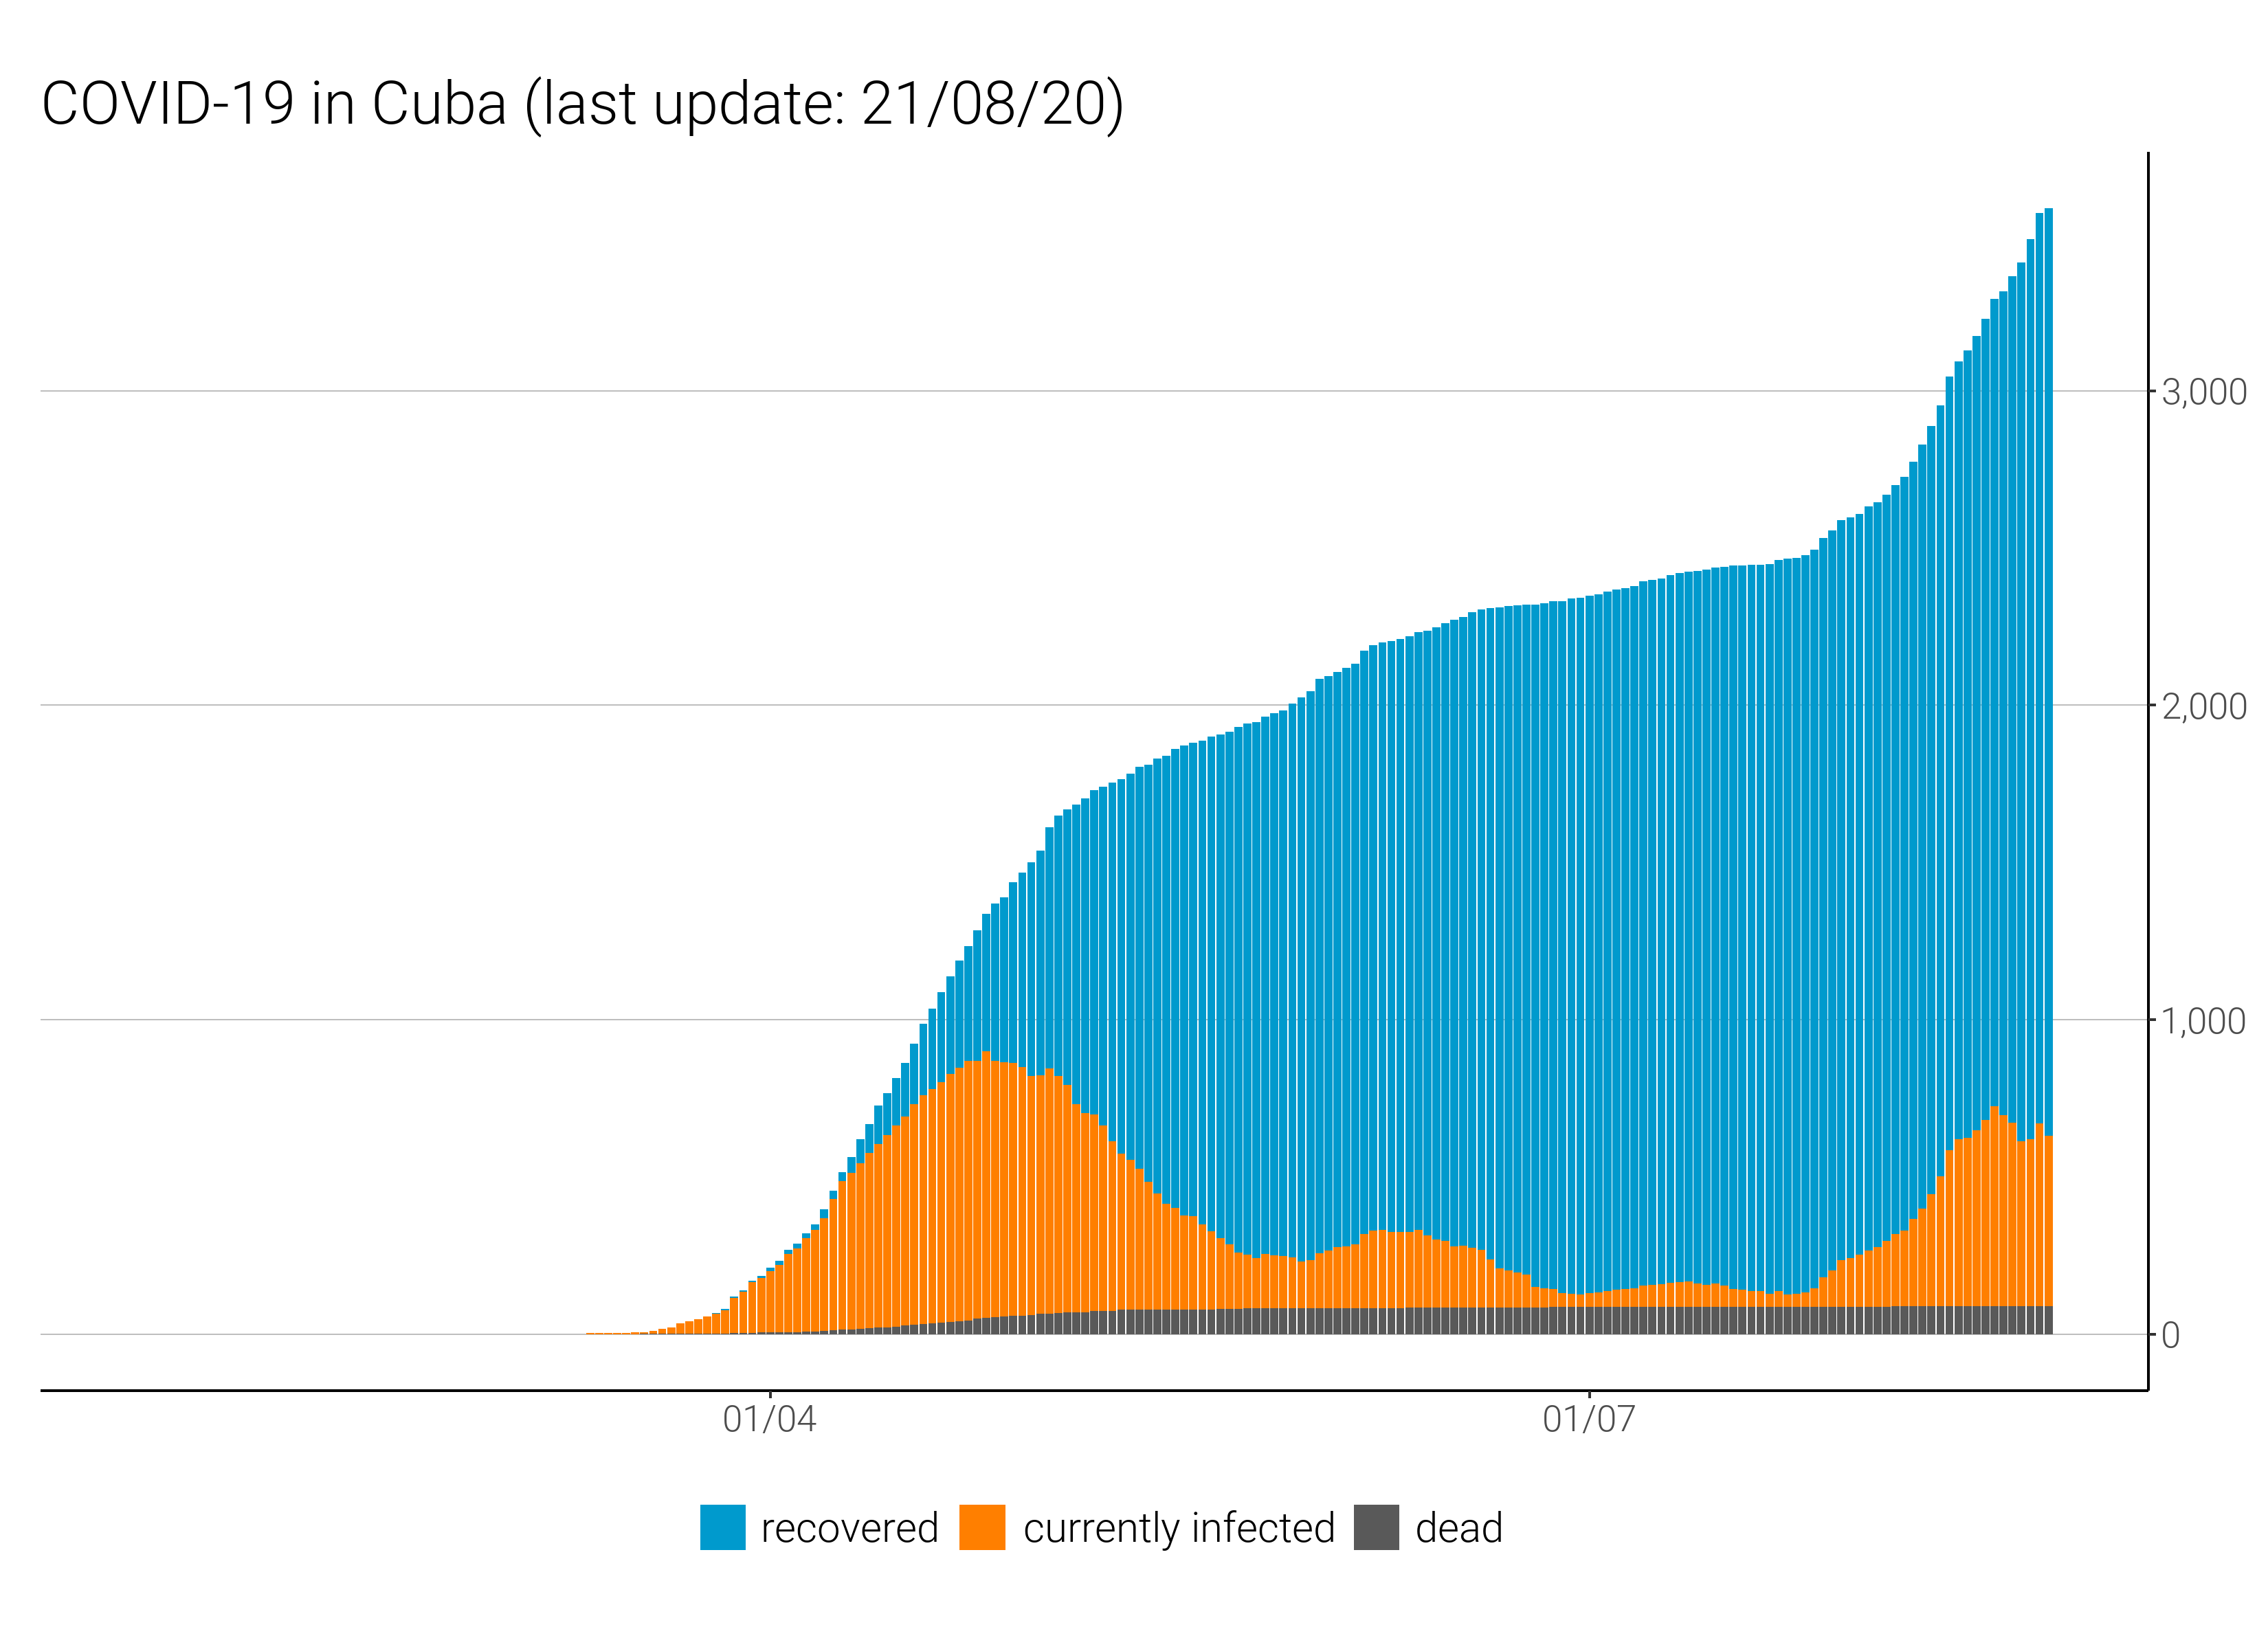 COVID-19 in Cuba (last update: 21/08/20)
3,000
2,000
1,000
0
01/04 01/07
recovered currently infected dead